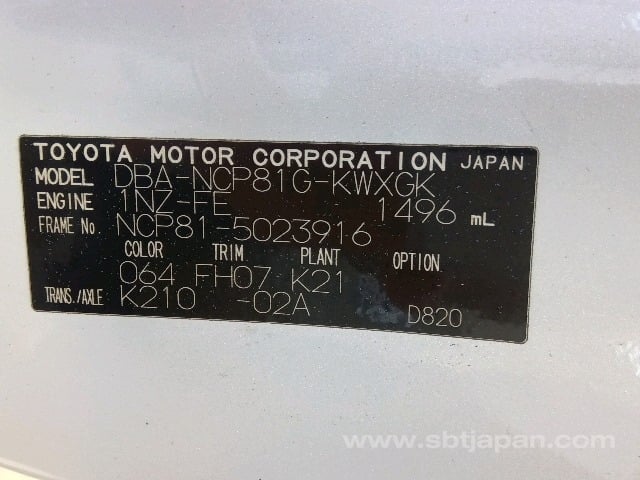 TOYOTA MOTOR CORPORATION JAPAN
MODEL DBA-NCP81G-KWXGK
ENGINE 1NZ-FE 1496 mL
FRAME No. NCP81-5023916
COLOR TRIM PLANT OPTION
064 FH07 K21
TRANS./AXLE K210 -02A D820
www.sbtjapan.com